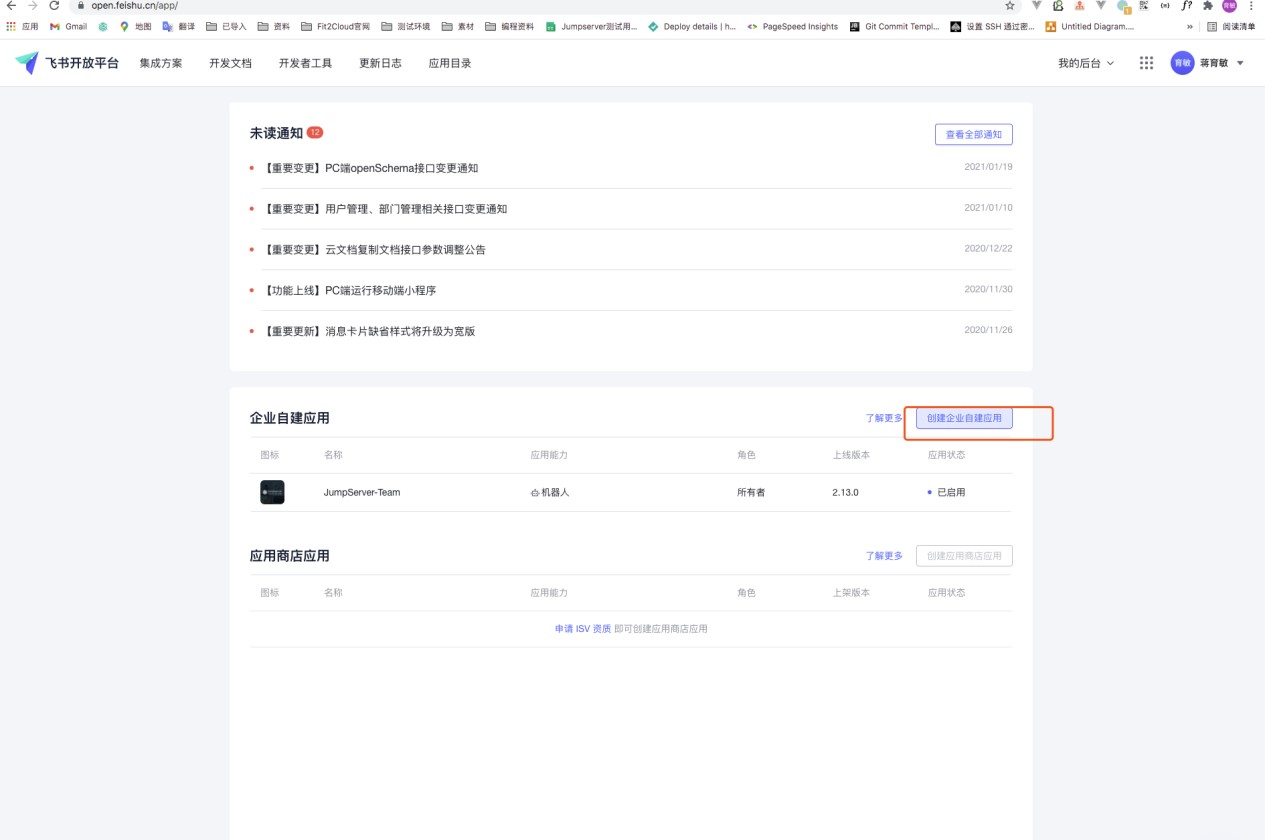 open.feishu.cn/app/
育敏
应用 Gmail 地图 翻译 已导入 资料 Fit2Cloud官网 测试环境 素材 编程资料 Jumpserver测试用... Deploy details | h... PageSpeed Insights Git Commit Templ... 设置 SSH 通过密... Untitled Diagram.... » 阅读清单
飞书开放平台 集成方案 开发文档 开发者工具 更新日志 应用目录 我的后台 育敏 蒋育敏
未读通知 12 查看全部通知
【重要变更】PC端openSchema接口变更通知 2021/01/19
【重要变更】用户管理、部门管理相关接口变更通知 2021/01/10
【重要变更】云文档复制文档接口参数调整公告 2020/12/22
【功能上线】PC端运行移动端小程序 2020/11/30
【重要更新】消息卡片缺省样式将升级为宽版 2020/11/26
企业自建应用 了解更多 创建企业自建应用
图标 名称 应用能力 角色 上线版本 应用状态
JumpServer-Team 机器人 所有者 2.13.0 已启用
应用商店应用 了解更多 创建应用商店应用
图标 名称 应用能力 角色 上架版本 应用状态
申请 ISV 资质 即可创建应用商店应用